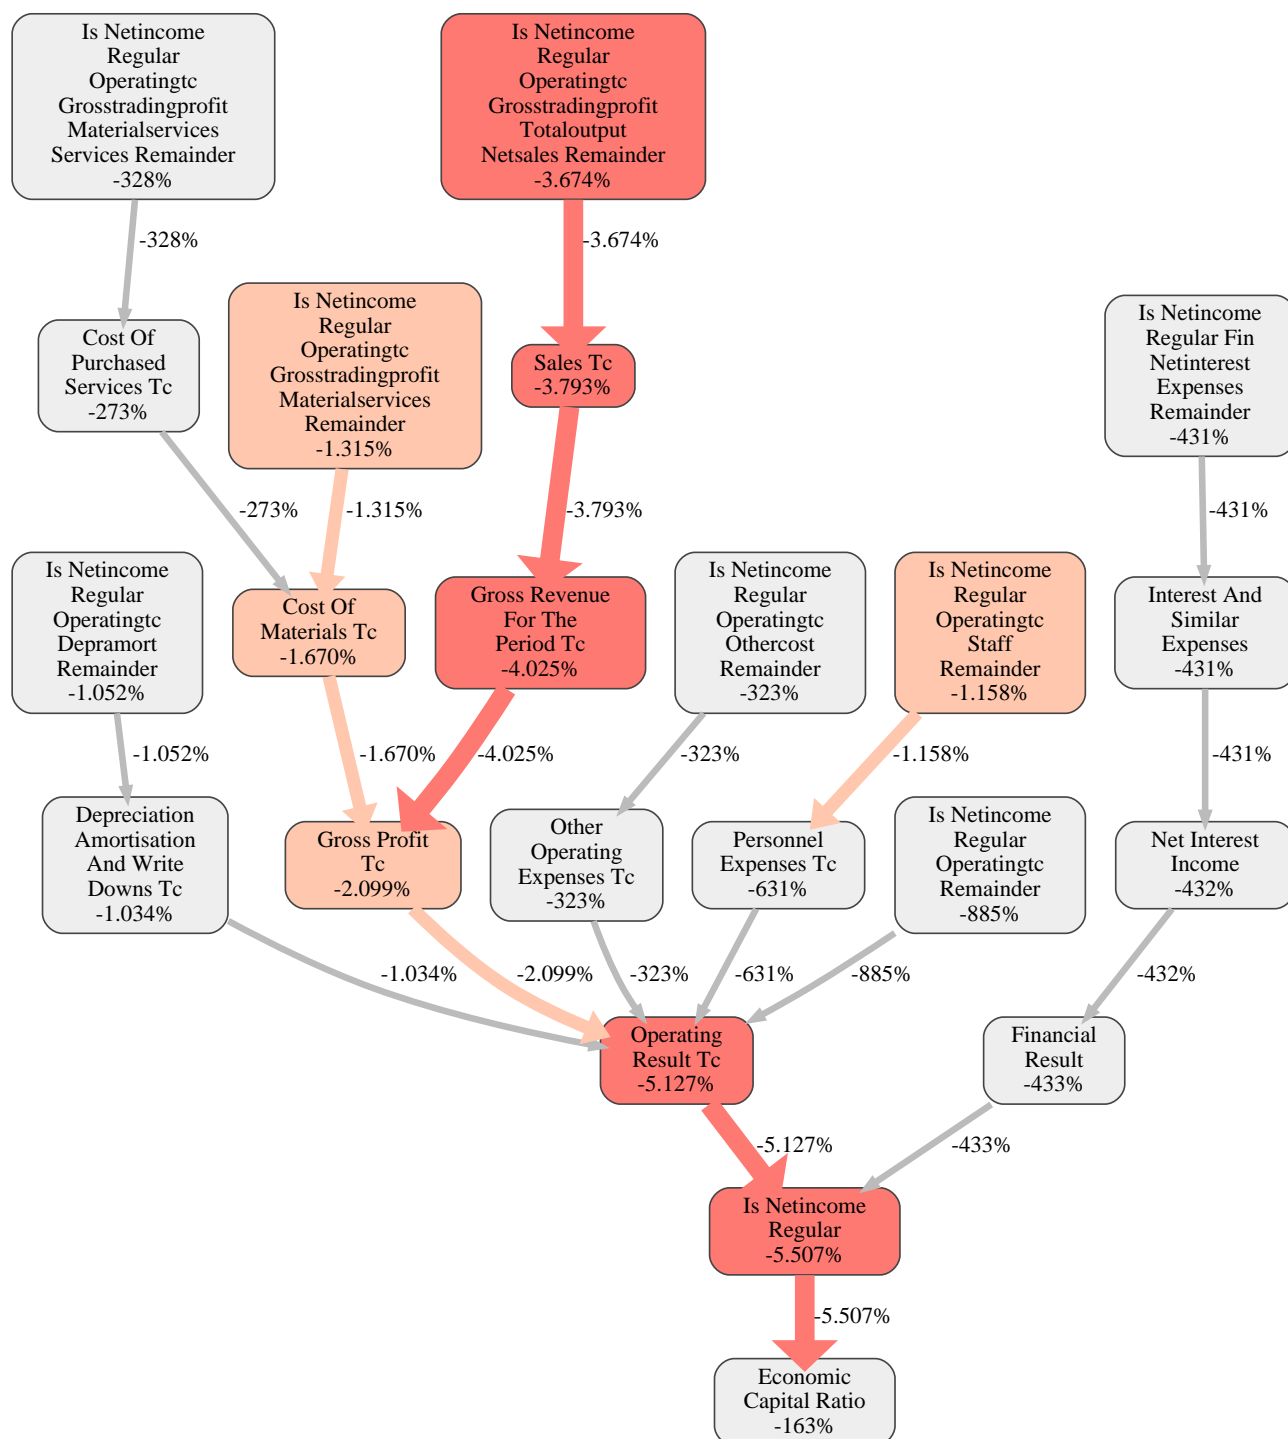 Is Netincome
Regular
Operatingtc
Grosstradingprofit
Materialservices
Services Remainder
-328%
Is Netincome
Regular
Operatingtc
Grosstradingprofit
Totaloutput
Netsales Remainder
-3.674%
-328%
-3.674%
Cost Of
Purchased
Services Tc
-273%
Is Netincome
Regular
Operatingtc
Grosstradingprofit
Materialservices
Remainder
-1.315%
Sales Tc
-3.793%
Is Netincome
Regular Fin
Netinterest
Expenses
Remainder
-431%
-273%
-1.315%
-3.793%
-431%
Is Netincome
Regular
Operatingtc
Depramort
Remainder
-1.052%
Cost Of
Materials Tc
-1.670%
Gross Revenue
For The
Period Tc
-4.025%
Is Netincome
Regular
Operatingtc
Othercost
Remainder
-323%
Is Netincome
Regular
Operatingtc
Staff
Remainder
-1.158%
Interest And
Similar
Expenses
-431%
-1.052%
-1.670%
-4.025%
-323%
-1.158%
-431%
Depreciation
Amortisation
And Write
Downs Tc
-1.034%
Gross Profit
Tc
-2.099%
Other
Operating
Expenses Tc
-323%
Personnel
Expenses Tc
-631%
Is Netincome
Regular
Operatingtc
Remainder
-885%
Net Interest
Income
-432%
-1.034%
-2.099%
-323%
-631%
-885%
-432%
Operating
Result Tc
-5.127%
Financial
Result
-433%
-5.127%
-433%
Is Netincome
Regular
-5.507%
-5.507%
Economic
Capital Ratio
-163%